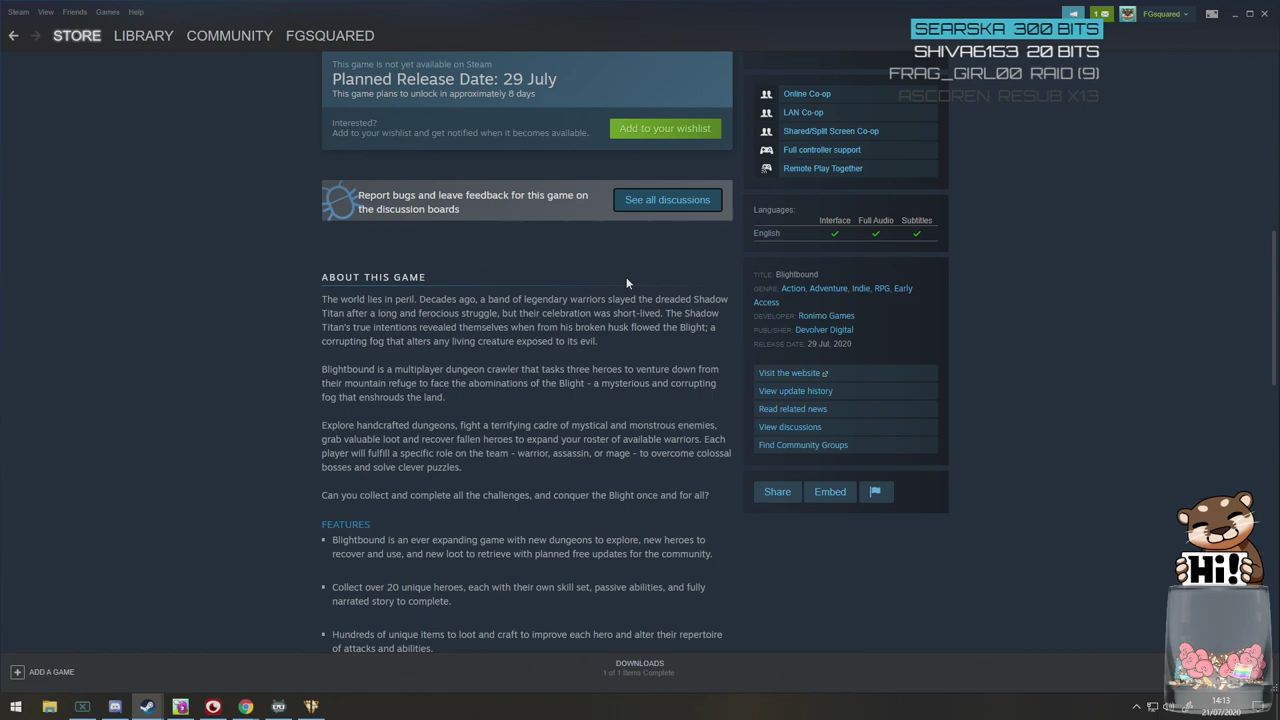 Steam View Friends Games Help
1
FGsquared
STORE LIBRARY COMMUNITY FFSQUARED
SEARSKA 300 BITS
SHIVA6153 20 BITS
FRAG_GIRL00 RAID (9)
ASCOREN RESUB X13
This game is not yet available on Steam
Planned Release Date: 29 July
This game plans to unlock in approximately 8 days
Interested?
Add to your wishlist and get notified when it becomes available.
Add to your wishlist
Report bugs and leave feedback for this game on
the discussion boards
See all discussions
ABOUT THIS GAME
The world lies in peril. Decades ago, a band of legendary warriors slayed the dreaded Shadow
Titan after a long and ferocious struggle, but their celebration was short-lived. The Shadow
Titan's true intentions revealed themselves when from his broken husk flowed the Blight; a
corrupting fog that alters any living creature exposed to its evil.
Blightbound is a multiplayer dungeon crawler that tasks three heroes to venture down from
their mountain refuge to face the abominations of the Blight - a mysterious and corrupting
fog that enshrouds the land.
Explore handcrafted dungeons, fight a terrifying cadre of mystical and monstrous enemies,
grab valuable loot and recover fallen heroes to expand your roster of available warriors. Each
player will fulfill a specific role on the team - warrior, assassin, or mage - to overcome colossal
bosses and solve clever puzzles.
Can you collect and complete all the challenges, and conquer the Blight once and for all?
FEATURES
Blightbound is an ever expanding game with new dungeons to explore, new heroes to
recover and use, and new loot to retrieve with planned free updates for the community.
Collect over 20 unique heroes, each with their own skill set, passive abilities, and fully
narrated story to complete.
Hundreds of unique items to loot and craft to improve each hero and alter their repertoire
of attacks and abilities.
Online Co-op
LAN Co-op
Shared/Split Screen Co-op
Full controller support
Remote Play Together
Languages:
Interface Full Audio Subtitles
English
TITLE: Blightbound
GENRE: Action, Adventure, Indie, RPG, Early
Access
DEVELOPER: Ronimo Games
PUBLISHER: Devolver Digital
RELEASE DATE: 29 Jul, 2020
Visit the website
View update history
Read related news
View discussions
Find Community Groups
Share Embed
Hi!
ADD A GAME
DOWNLOADS
1 of 1 Items Complete
14:13
21/07/2020